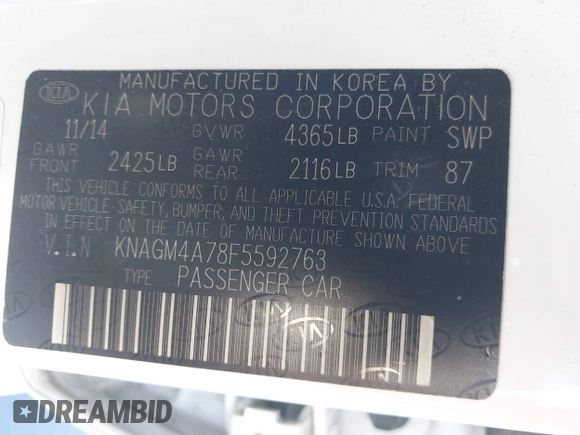 KIA
MANUFACTURED IN KOREA BY
KIA MOTORS CORPORATION
11/14 GVWR 4365LB PAINT SWP
GAWR FRONT 2425LB GAWR REAR 2116LB TRIM 87
THIS VEHICLE CONFORMS TO ALL APPLICABLE U.S.A. FEDERAL
MOTOR VEHICLE SAFETY, BUMPER, AND THEFT PREVENTION STANDARDS
IN EFFECT ON THE DATE OF MANUFACTURE SHOWN ABOVE
V.I.N KNAGM4A78F5592763
TYPE PASSENGER CAR
DREAMBID